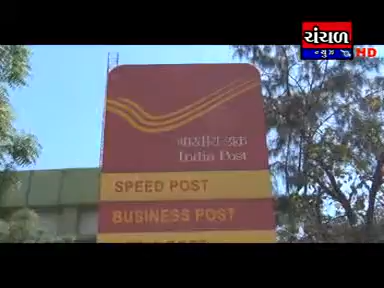 ચંચાળ
ન્યુઝ HD
भारतीय डाक
India Post
SPEED POST
BUSINESS POST